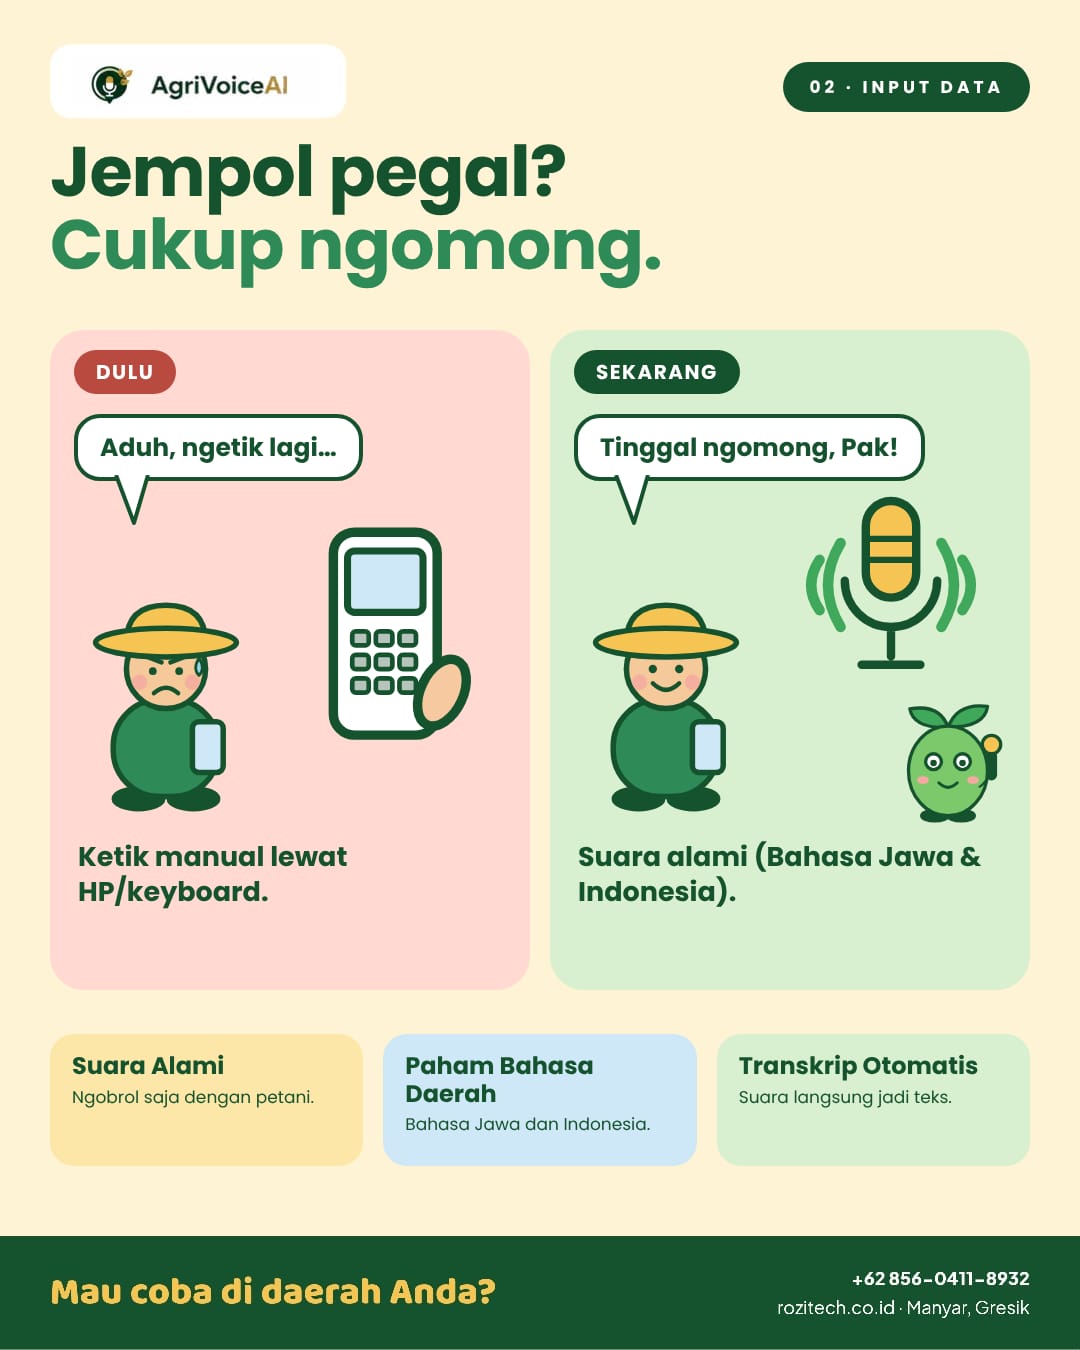 AgriVoiceAI
02 · INPUT DATA
Jempol pegal?
Cukup ngomong.
DULU
Aduh, ngetik lagi...
Ketik manual lewat
HP/keyboard.
SEKARANG
Tinggal ngomong, Pak!
Suara alami (Bahasa Jawa &
Indonesia).
Suara Alami
Ngobrol saja dengan petani.
Paham Bahasa
Daerah
Bahasa Jawa dan Indonesia.
Transkrip Otomatis
Suara langsung jadi teks.
Mau coba di daerah Anda?
+62 856-0411-8932
rozitech.co.id · Manyar, Gresik